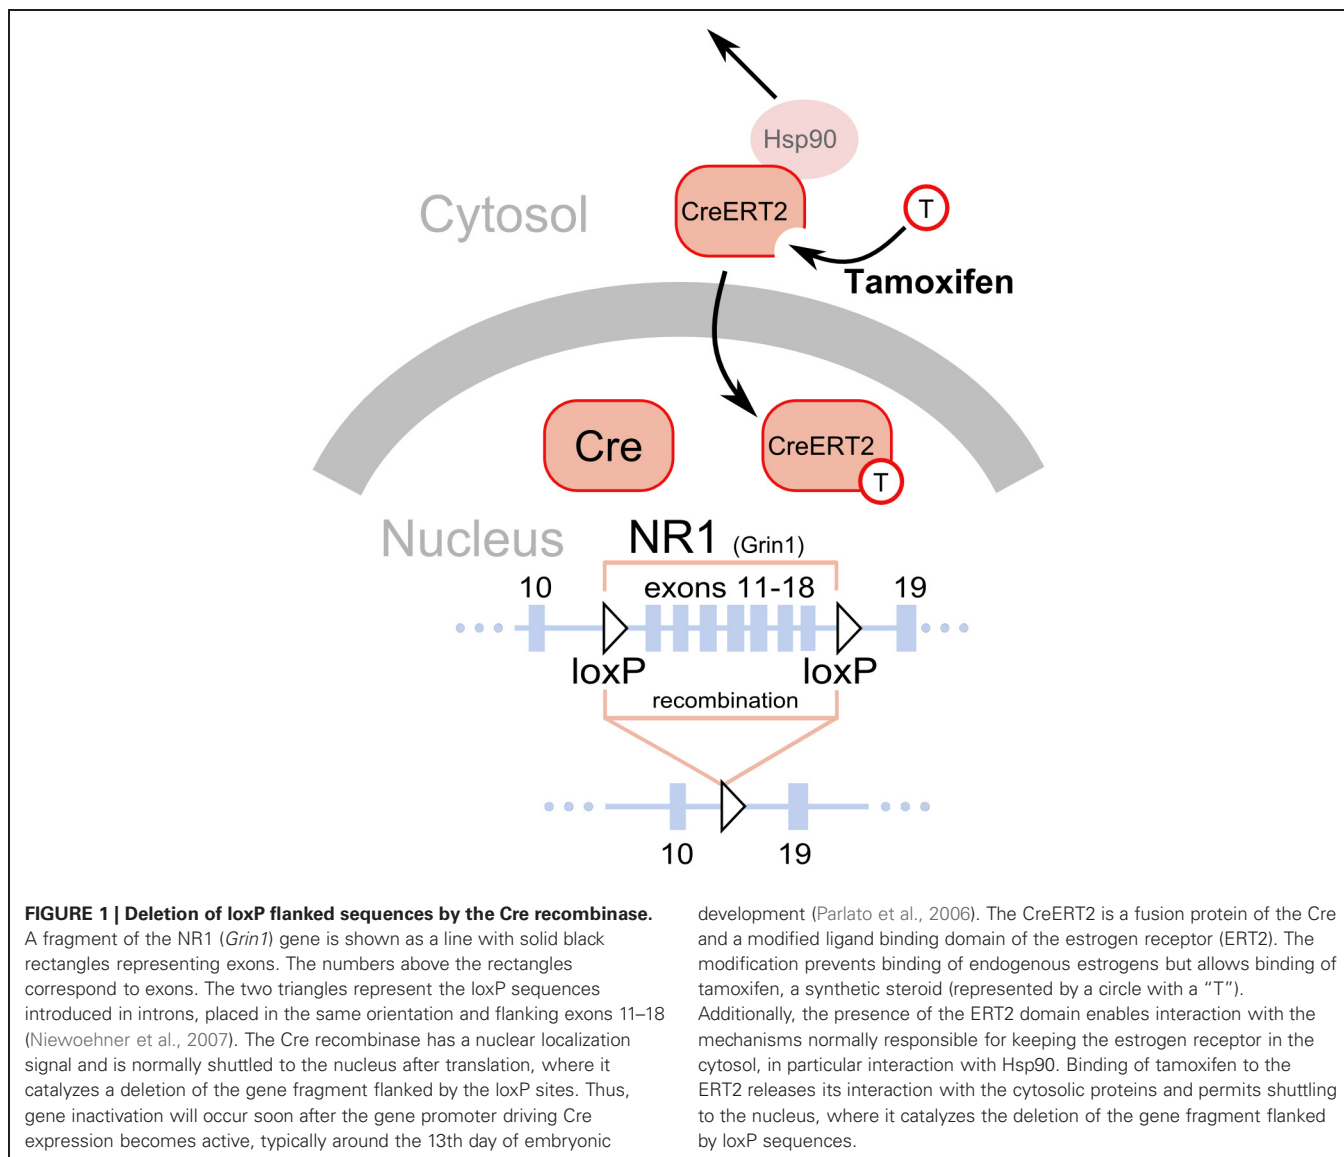 Hsp90
Cytosol
CreERT2
T
Tamoxifen
Cre
CreERT2
T
Nucleus
NR1 (Grin1)
10
exons 11-18
19
loxP
loxP
recombination
10
19
FIGURE 1 | Deletion of loxP flanked sequences by the Cre recombinase.
A fragment of the NR1 (Grin1) gene is shown as a line with solid black
rectangles representing exons. The numbers above the rectangles
correspond to exons. The two triangles represent the loxP sequences
introduced in introns, placed in the same orientation and flanking exons 11–18
(Niewoehner et al., 2007). The Cre recombinase has a nuclear localization
signal and is normally shuttled to the nucleus after translation, where it
catalyzes a deletion of the gene fragment flanked by the loxP sites. Thus,
gene inactivation will occur soon after the gene promoter driving Cre
expression becomes active, typically around the 13th day of embryonic
development (Parlato et al., 2006). The CreERT2 is a fusion protein of the Cre
and a modified ligand binding domain of the estrogen receptor (ERT2). The
modification prevents binding of endogenous estrogens but allows binding of
tamoxifen, a synthetic steroid (represented by a circle with a “T”).
Additionally, the presence of the ERT2 domain enables interaction with the
mechanisms normally responsible for keeping the estrogen receptor in the
cytosol, in particular interaction with Hsp90. Binding of tamoxifen to the
ERT2 releases its interaction with the cytosolic proteins and permits shuttling
to the nucleus, where it catalyzes the deletion of the gene fragment flanked
by loxP sequences.